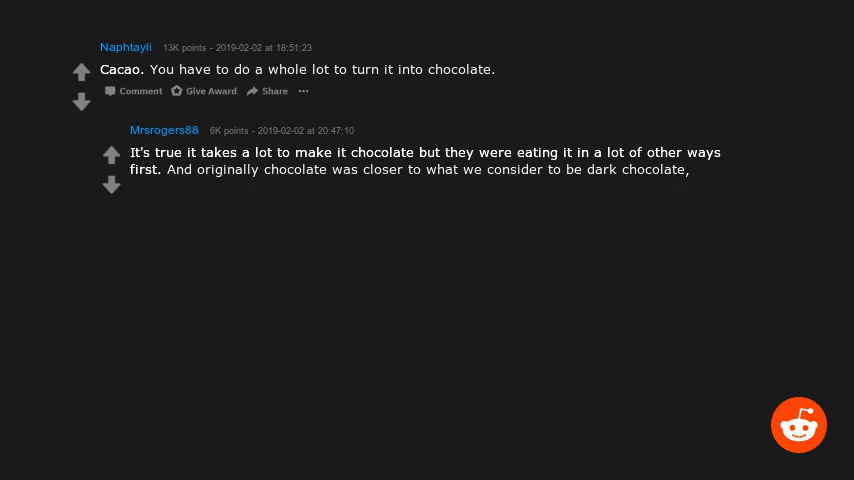 Naphtayli 13K points - 2019-02-02 at 18:51:23
Cacao. You have to do a whole lot to turn it into chocolate.
Comment Give Award Share ···
Mrsrogers88 6K points - 2019-02-02 at 20:47:10
It's true it takes a lot to make it chocolate but they were eating it in a lot of other ways
first. And originally chocolate was closer to what we consider to be dark chocolate,